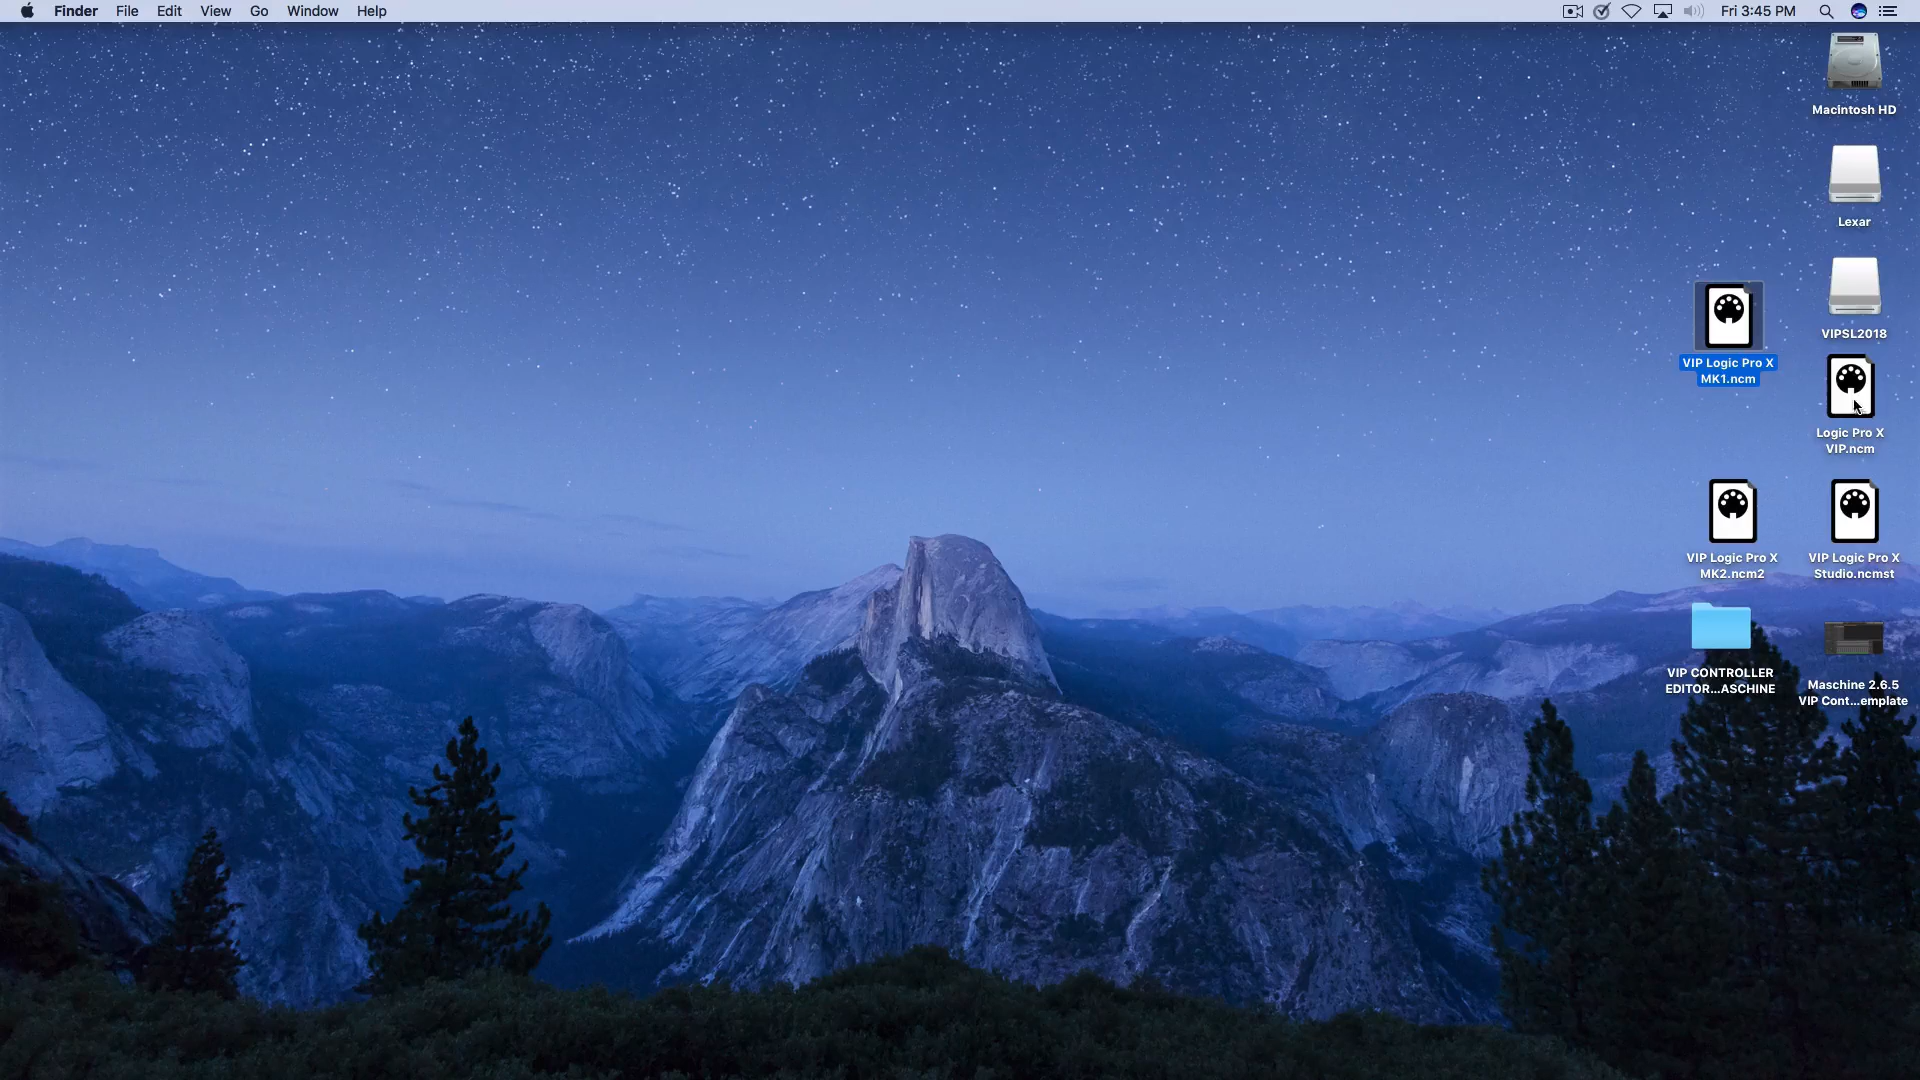 Finder File Edit View Go Window Help Fri 3:45 PM
Macintosh HD
Lexar
VIPSL2018
VIP Logic Pro X
MK1.ncm
Logic Pro X
VIP.ncm
VIP Logic Pro X
MK2.ncm2
VIP Logic Pro X
Studio.ncmst
VIP CONTROLLER
EDITOR...ASCHINE
Maschine 2.6.5
VIP Cont...emplate